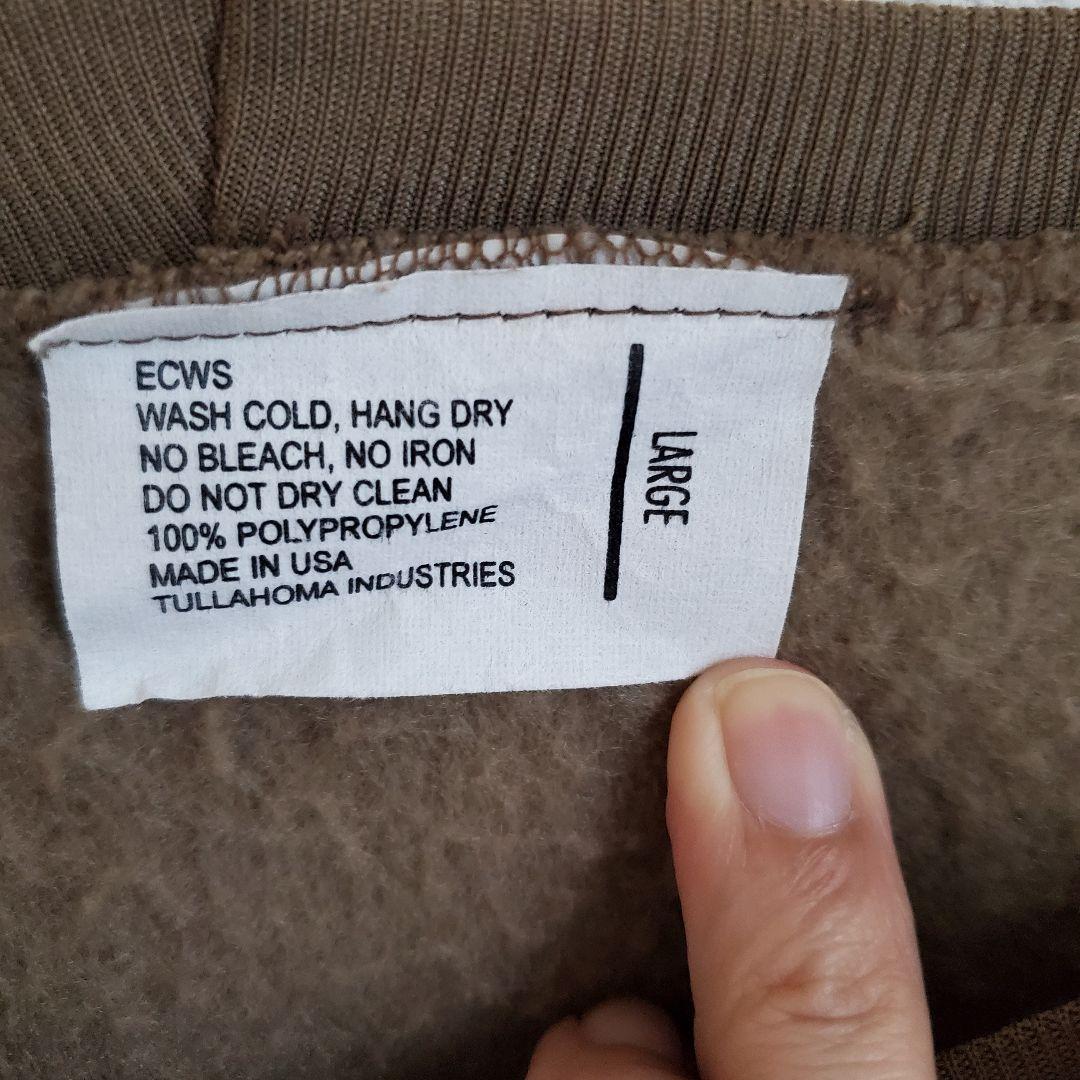 ECWS
WASH COLD, HANG DRY
NO BLEACH, NO IRON
DO NOT DRY CLEAN
100% POLYPROPYLENE
MADE IN USA
TULLAHOMA INDUSTRIES
LARGE